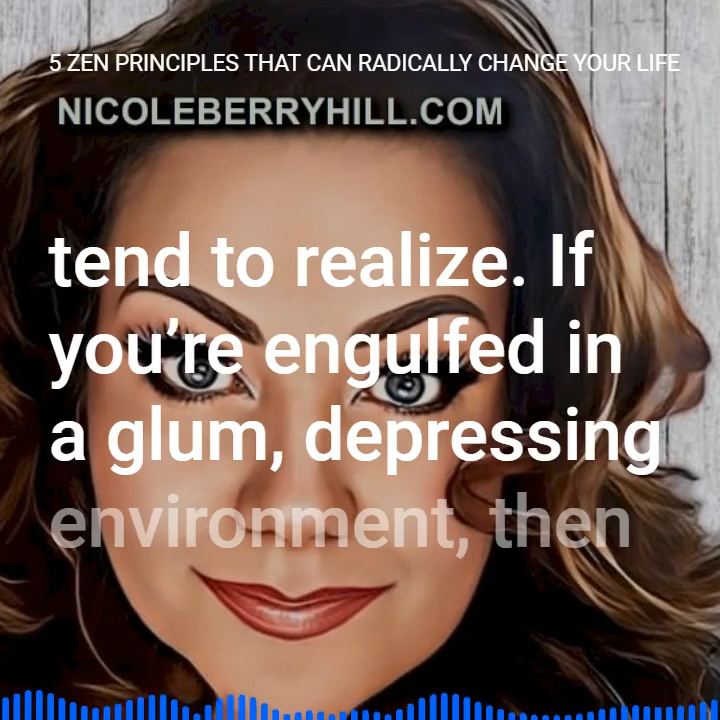 5 ZEN PRINCIPLES THAT CAN RADICALLY CHANGE YOUR LIFE
NICOLEBERRYHILL.COM
tend to realize. If
you’re engulfed in
a glum, depressing
environment, then